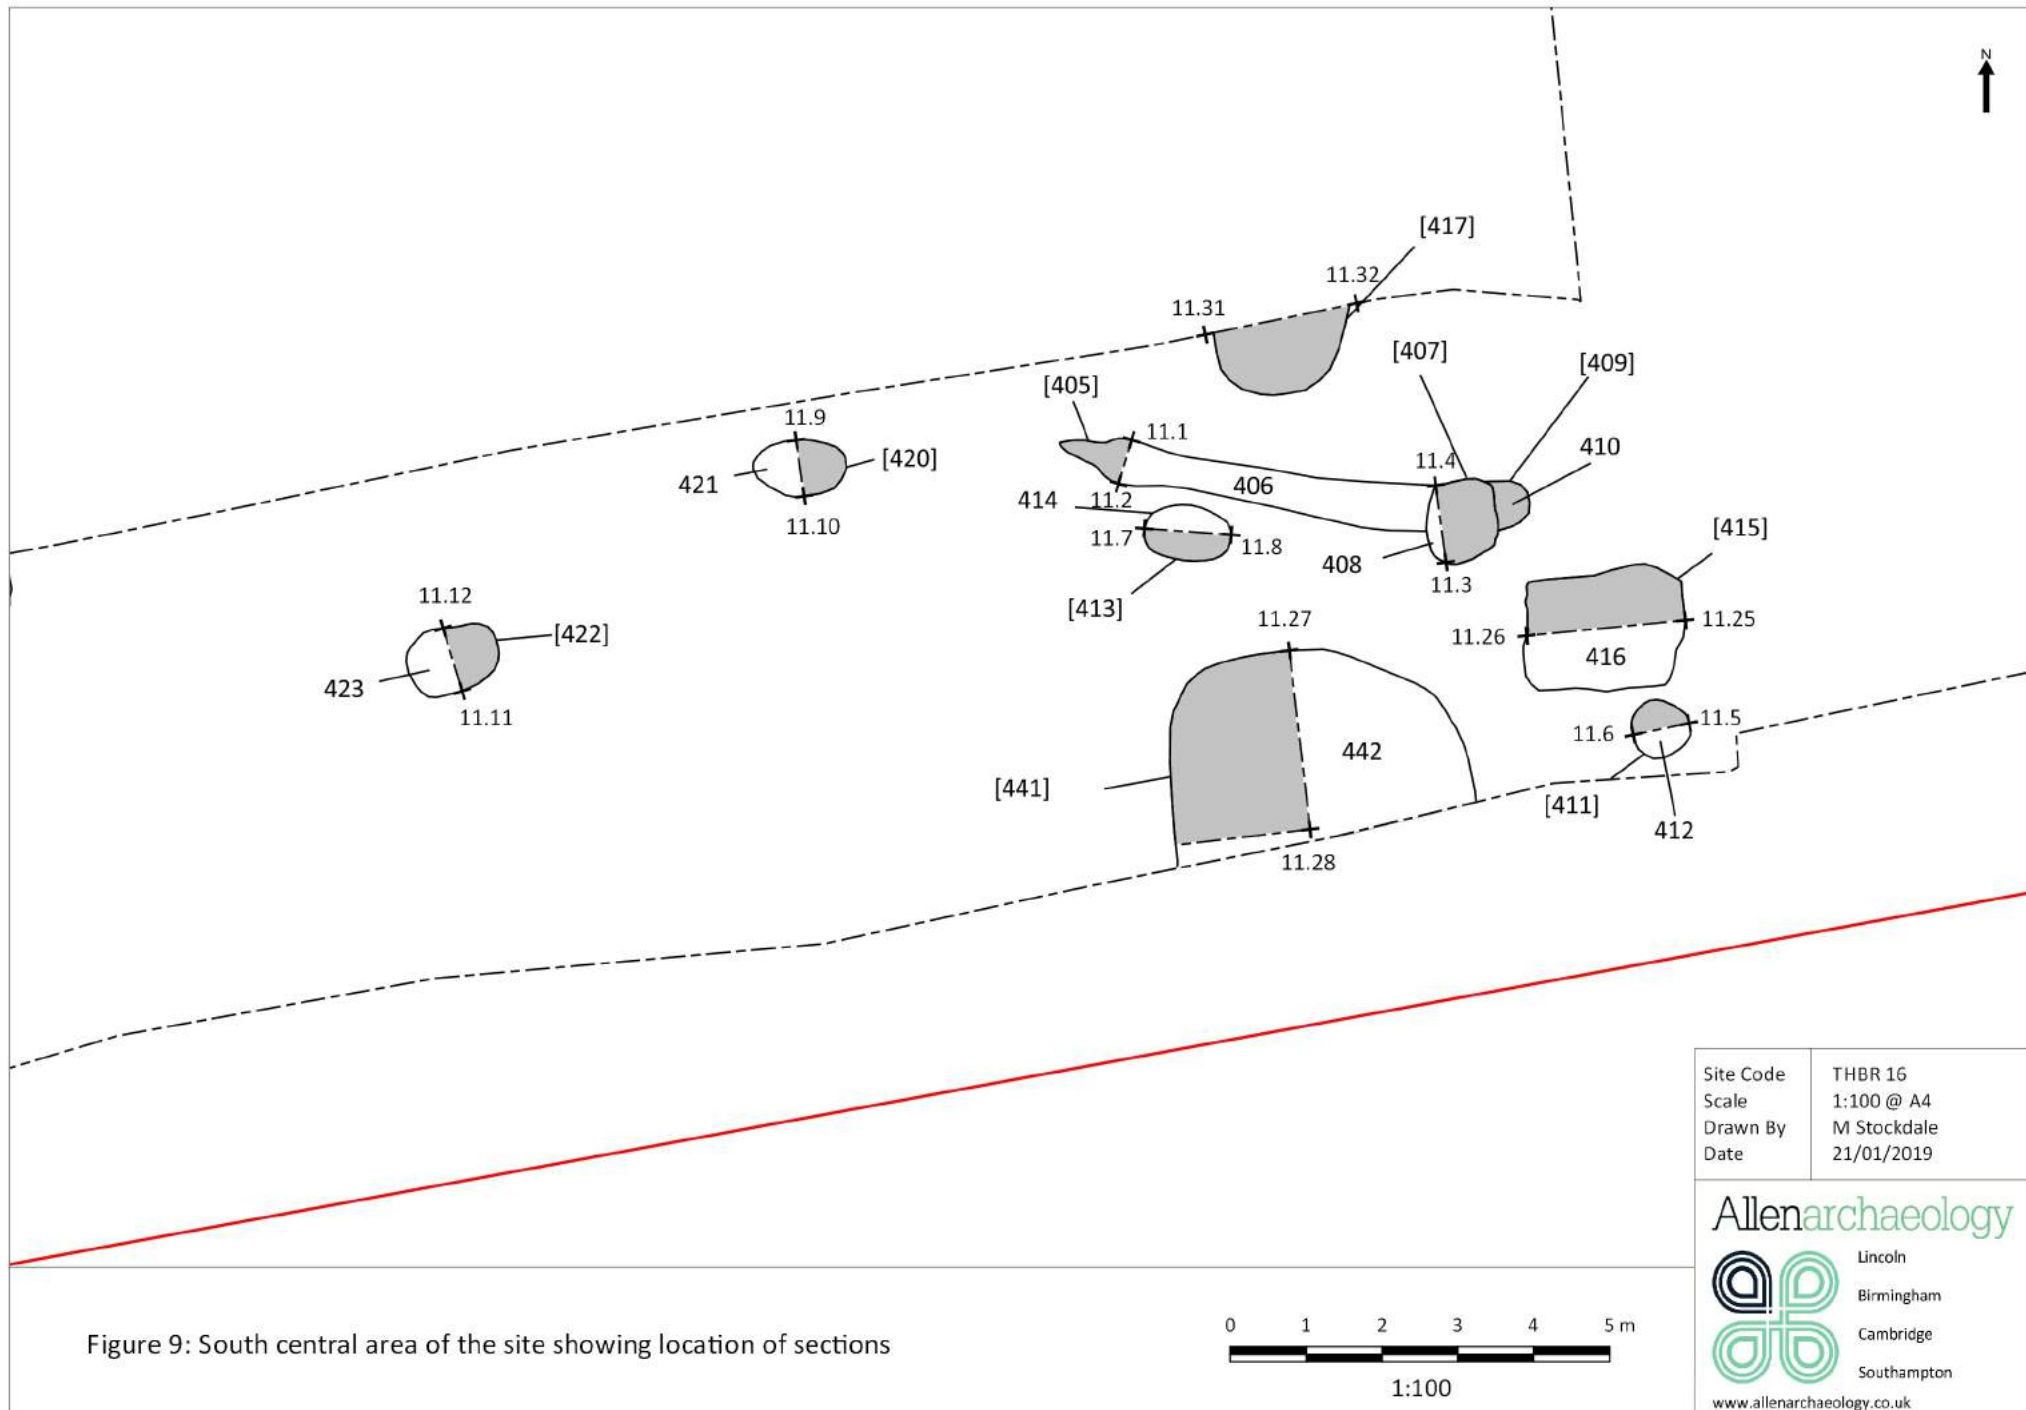 N
[417]
11.32
11.31
[407]
[409]
[405]
11.9
11.1
410
[420]
11.4
421
406
414
11.2
11.10
11.7
11.8
[415]
408
11.3
11.12
[413]
11.27
11.25
[422]
11.26
416
423
11.11
11.5
11.6
442
[441]
[411]
412
11.28
Site Code THBR 16
Scale 1:100 @ A4
Drawn By M Stockdale
Date 21/01/2019
Allenarchaeology
Lincoln
Birmingham
Cambridge
Southampton
www.allenarchaeology.co.uk
Figure 9: South central area of the site showing location of sections
0 1 2 3 4 5 m
1:100